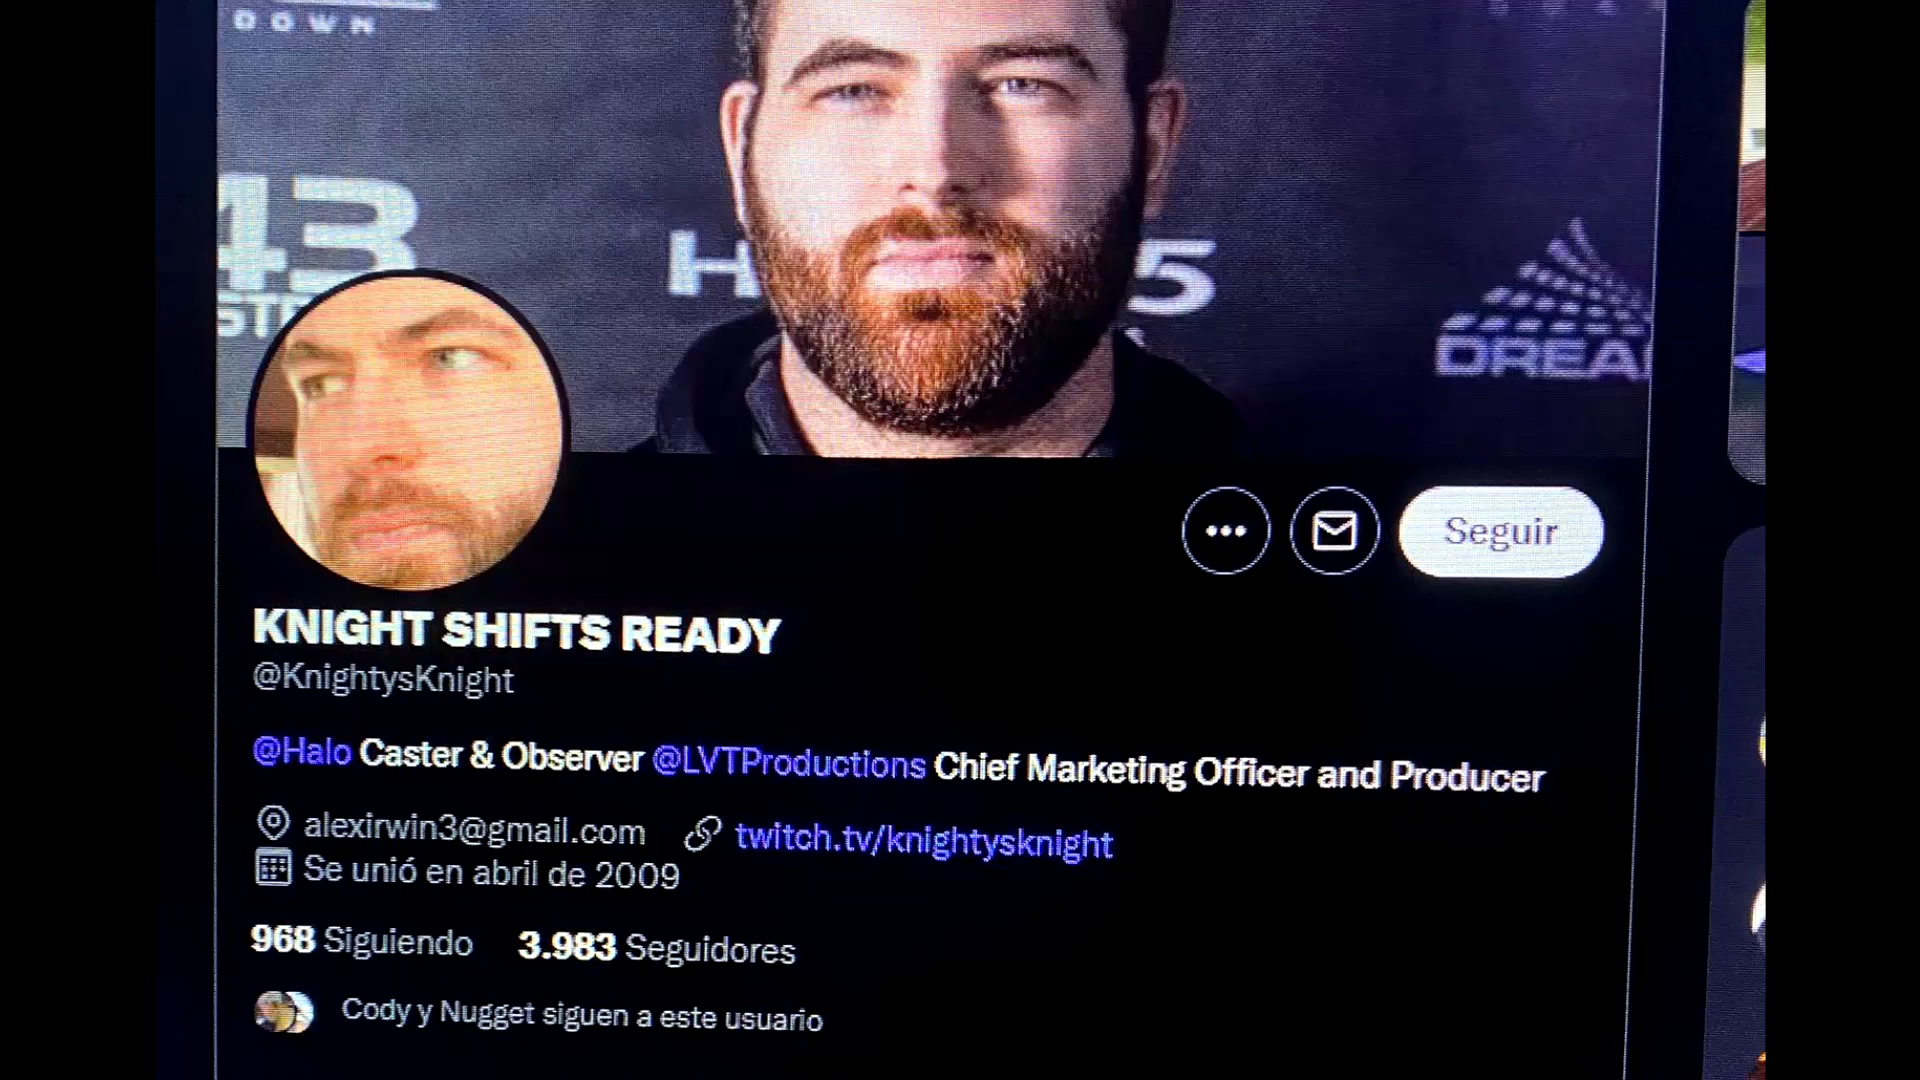 DOWN
43
H 5
DREA
Seguir
KNIGHT SHIFTS READY
@KnightysKnight
@Halo Caster & Observer @LVTProductions Chief Marketing Officer and Producer
alexirwin3@gmail.com twitch.tv/knightysknight
Se unió en abril de 2009
968 Siguiendo 3.983 Seguidores
Cody y Nugget siguen a este usuario